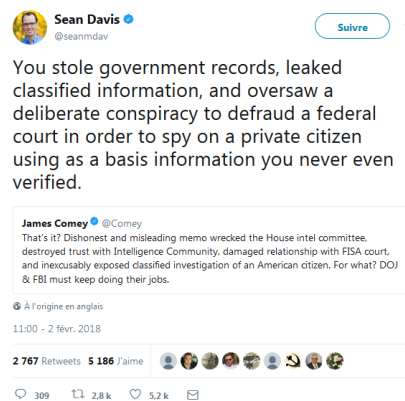 Sean Davis
@seanmdav
Suivre
You stole government records, leaked
classified information, and oversaw a
deliberate conspiracy to defraud a federal
court in order to spy on a private citizen
using as a basis information you never even
verified.
James Comey @Comey
That's it? Dishonest and misleading memo wrecked the House intel committee,
destroyed trust with Intelligence Community, damaged relationship with FISA court,
and inexcusably exposed classified investigation of an American citizen. For what? DOJ
& FBI must keep doing their jobs.
À l'origine en anglais
11:00 - 2 févr. 2018
2 767 Retweets 5 186 J'aime
309 2,8 k 5,2 k